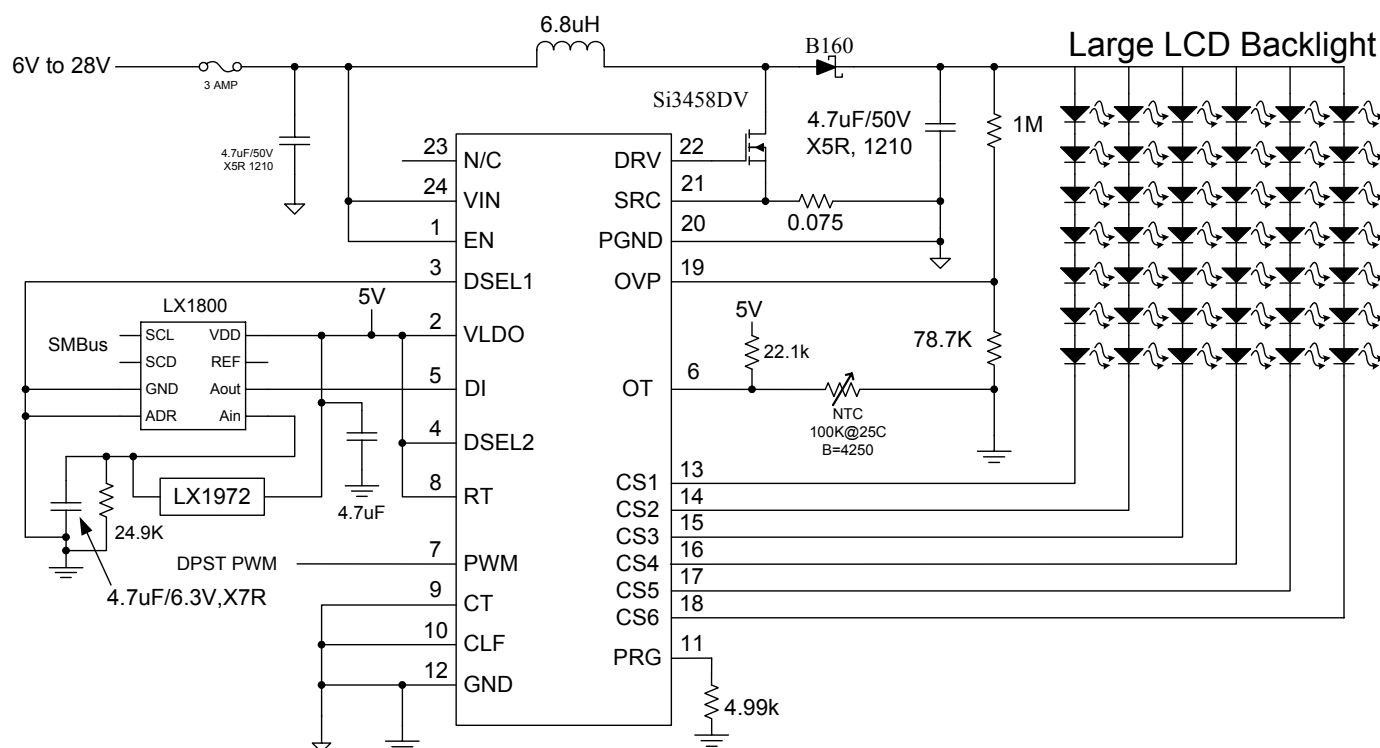 6.8uH
B160
Large LCD Backlight
6V to 28V
3 AMP
Si3458DV
4.7uF/50V
X5R 1210
4.7uF/50V
X5R, 1210
1M
23 N/C
24 VIN
1 EN
3 DSEL1
2 VLDO
5 DI
4 DSEL2
8 RT
7 PWM
9 CT
10 CLF
12 GND
DRV 22
SRC 21
0.075
PGND 20
OVP 19
OT 6
CS1 13
CS2 14
CS3 15
CS4 16
CS5 17
CS6 18
PRG 11
4.99k
5V
22.1k
78.7K
NTC
100K@25C
B=4250
LX1800
5V
SMBus
SCL VDD
SCD REF
GND Aout
ADR Ain
LX1972
4.7uF
24.9K
4.7uF/6.3V,X7R
DPST PWM